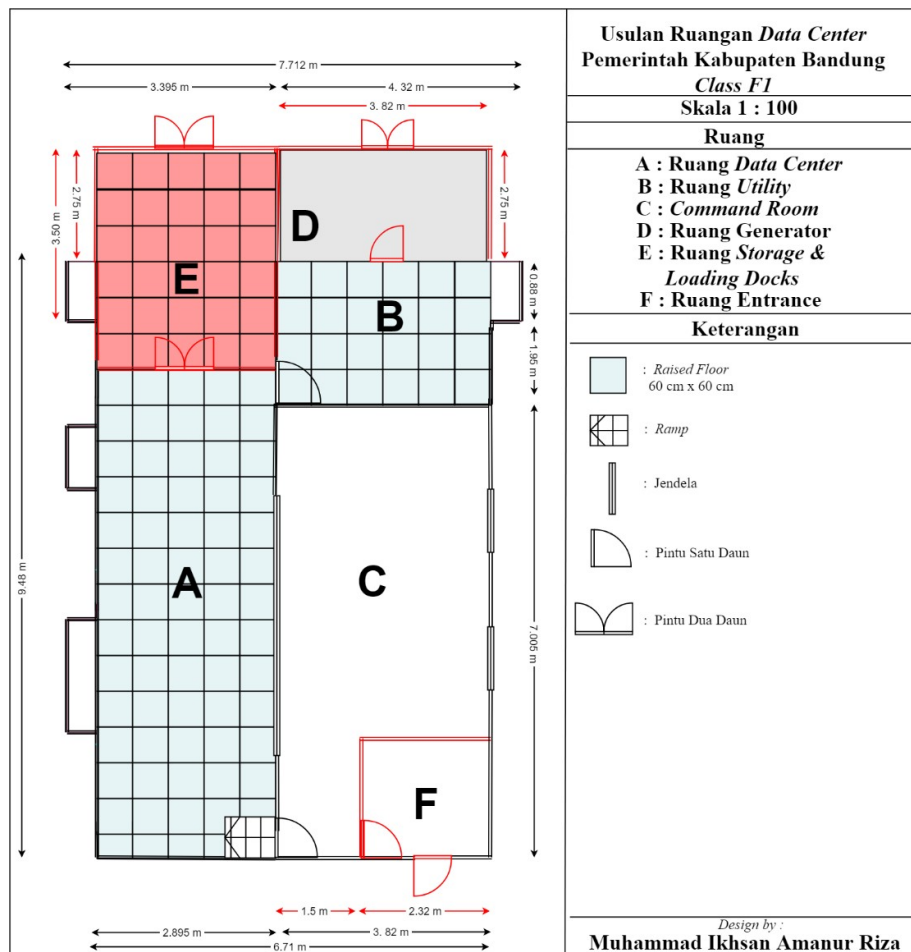 7.712 m
3.395 m
4. 32 m
3. 82 m
3.50 m
2.75 m
2.75 m
D
E
B
0.88 m
1.95 m
9.48 m
A
C
7.005 m
F
1.5 m
2.32 m
2.895 m
3. 82 m
6.71 m
Usulan Ruangan Data Center
Pemerintah Kabupaten Bandung
Class F1
Skala 1 : 100
Ruang
A : Ruang Data Center
B : Ruang Utility
C : Command Room
D : Ruang Generator
E : Ruang Storage &
Loading Docks
F : Ruang Entrance
Keterangan
: Raised Floor
60 cm x 60 cm
: Ramp
: Jendela
: Pintu Satu Daun
: Pintu Dua Daun
Design by :
Muhammad Ikhsan Amanur Riza